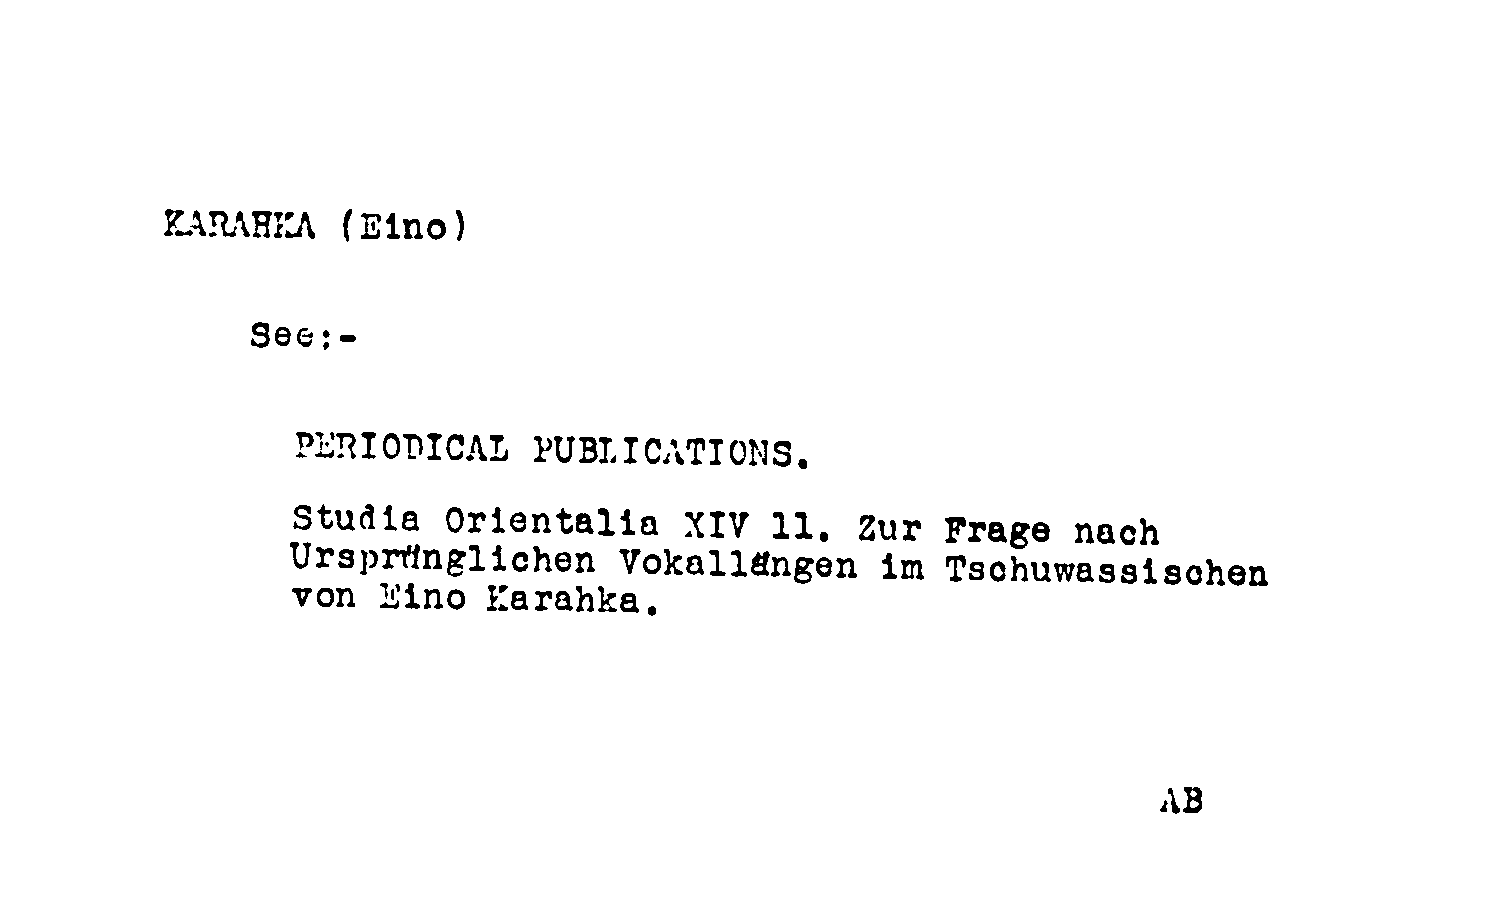 KARAHKA (Eino)
See:-
PERIODICAL PUBLICATIONS.
Studia Orientalia XIV 11. Zur Frage nach
Ursprünglichen Vokallängen im Tschuwassischen
von Eino Karahka.
AB